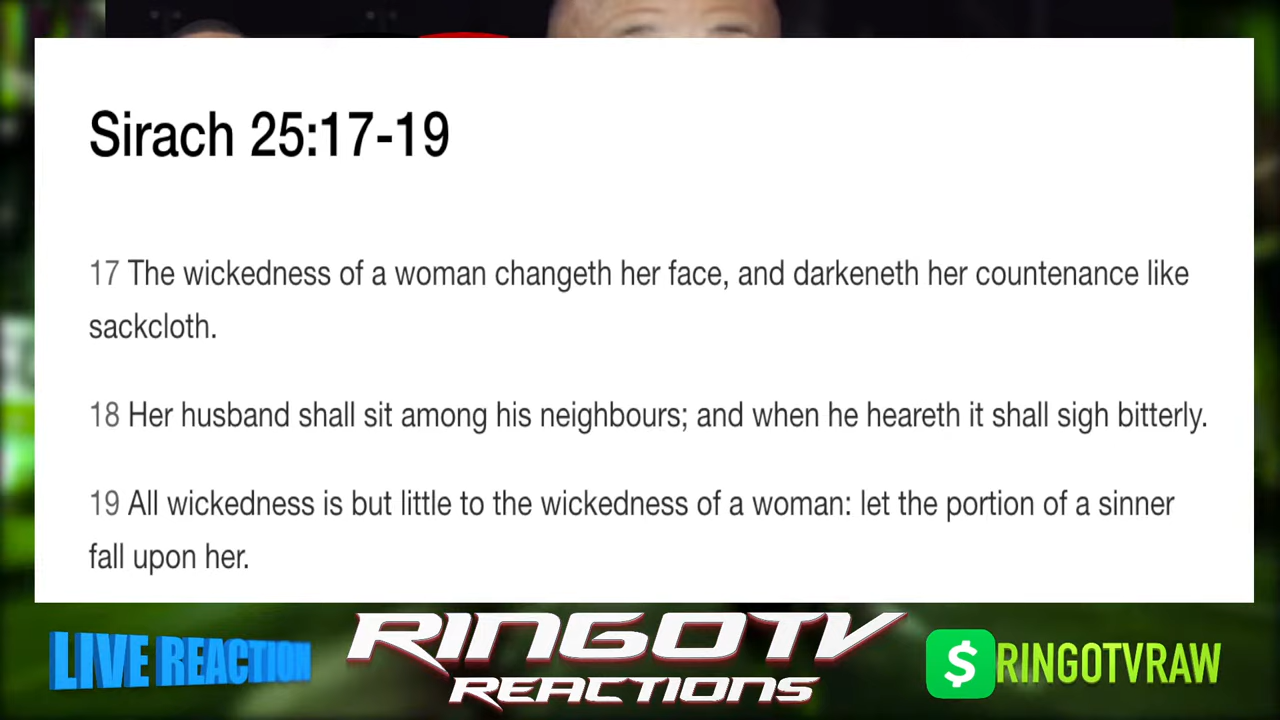 Sirach 25:17-19
17 The wickedness of a woman changeth her face, and darkeneth her countenance like
sackcloth.
18 Her husband shall sit among his neighbours; and when he heareth it shall sigh bitterly.
19 All wickedness is but little to the wickedness of a woman: let the portion of a sinner
fall upon her.
LIVE REACTION
RINGOTV
REACTIONS
$ RINGOTVRAW